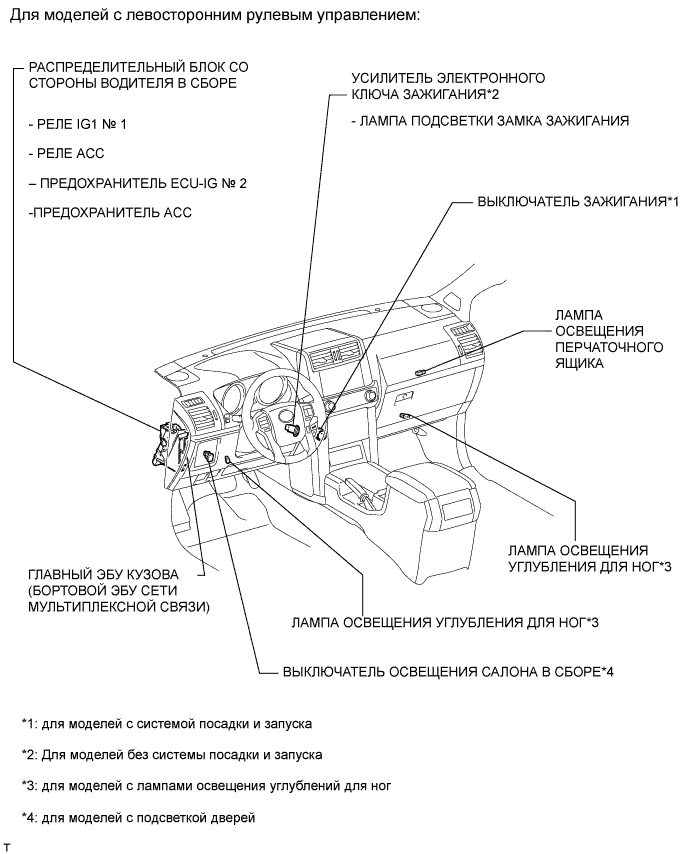 Для моделей с левосторонним рулевым управлением:
РАСПРЕДЕЛИТЕЛЬНЫЙ БЛОК СО
СТОРОНЫ ВОДИТЕЛЯ В СБОРЕ
- РЕЛЕ IG1 № 1
- РЕЛЕ ACC
– ПРЕДОХРАНИТЕЛЬ ECU-IG № 2
-ПРЕДОХРАНИТЕЛЬ ACC
УСИЛИТЕЛЬ ЭЛЕКТРОННОГО
КЛЮЧА ЗАЖИГАНИЯ*2
- ЛАМПА ПОДСВЕТКИ ЗАМКА ЗАЖИГАНИЯ
ВЫКЛЮЧАТЕЛЬ ЗАЖИГАНИЯ*1
ЛАМПА
ОСВЕЩЕНИЯ
ПЕРЧАТОЧНОГО
ЯЩИКА
ЛАМПА ОСВЕЩЕНИЯ
УГЛУБЛЕНИЯ ДЛЯ НОГ*3
ГЛАВНЫЙ ЭБУ КУЗОВА
(БОРТОВОЙ ЭБУ СЕТИ
МУЛЬТИПЛЕКСНОЙ СВЯЗИ)
ЛАМПА ОСВЕЩЕНИЯ УГЛУБЛЕНИЯ ДЛЯ НОГ*3
ВЫКЛЮЧАТЕЛЬ ОСВЕЩЕНИЯ САЛОНА В СБОРЕ*4
*1: для моделей с системой посадки и запуска
*2: Для моделей без системы посадки и запуска
*3: для моделей с лампами освещения углублений для ног
*4: для моделей с подсветкой дверей
T